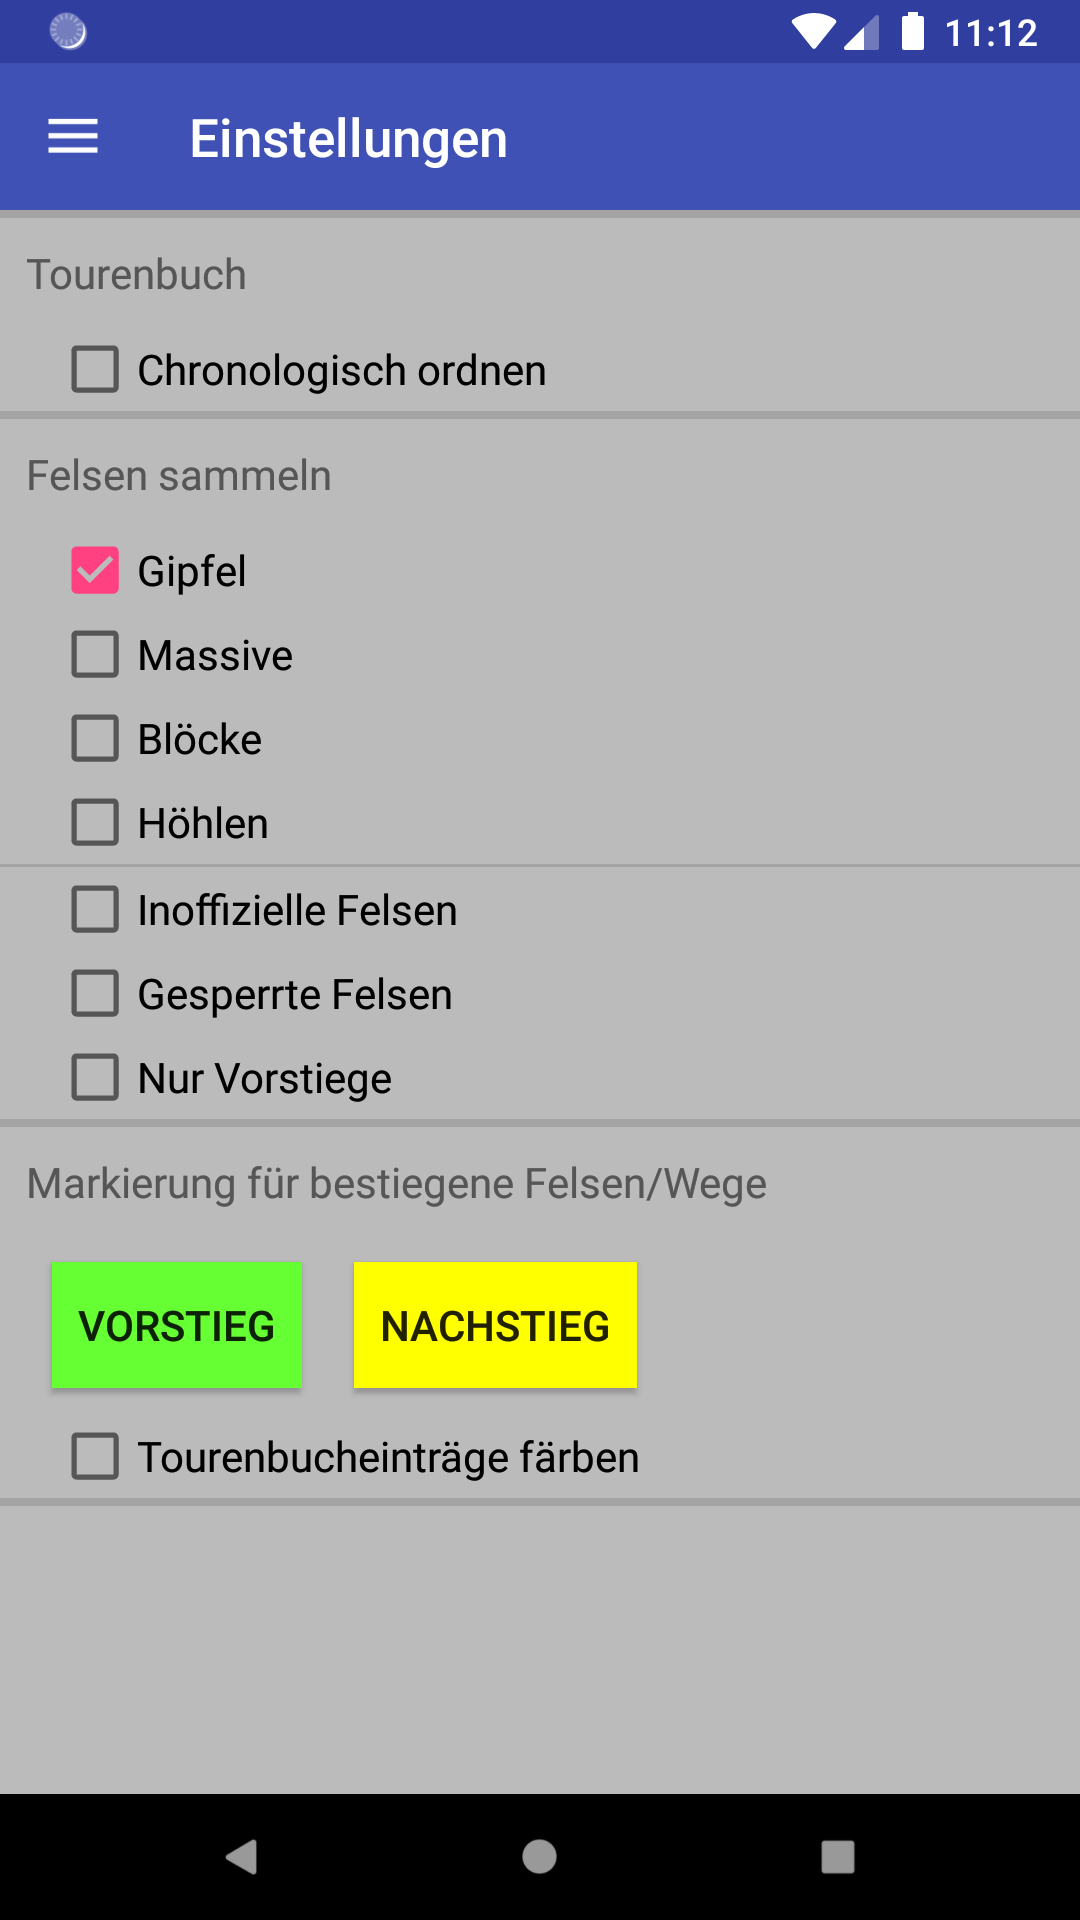 11:12
Einstellungen
Tourenbuch
Chronologisch ordnen
Felsen sammeln
Gipfel
Massive
Blöcke
Höhlen
Inoffizielle Felsen
Gesperrte Felsen
Nur Vorstiege
Markierung für bestiegene Felsen/Wege
VORSTIEG NACHSTIEG
Tourenbucheinträge färben